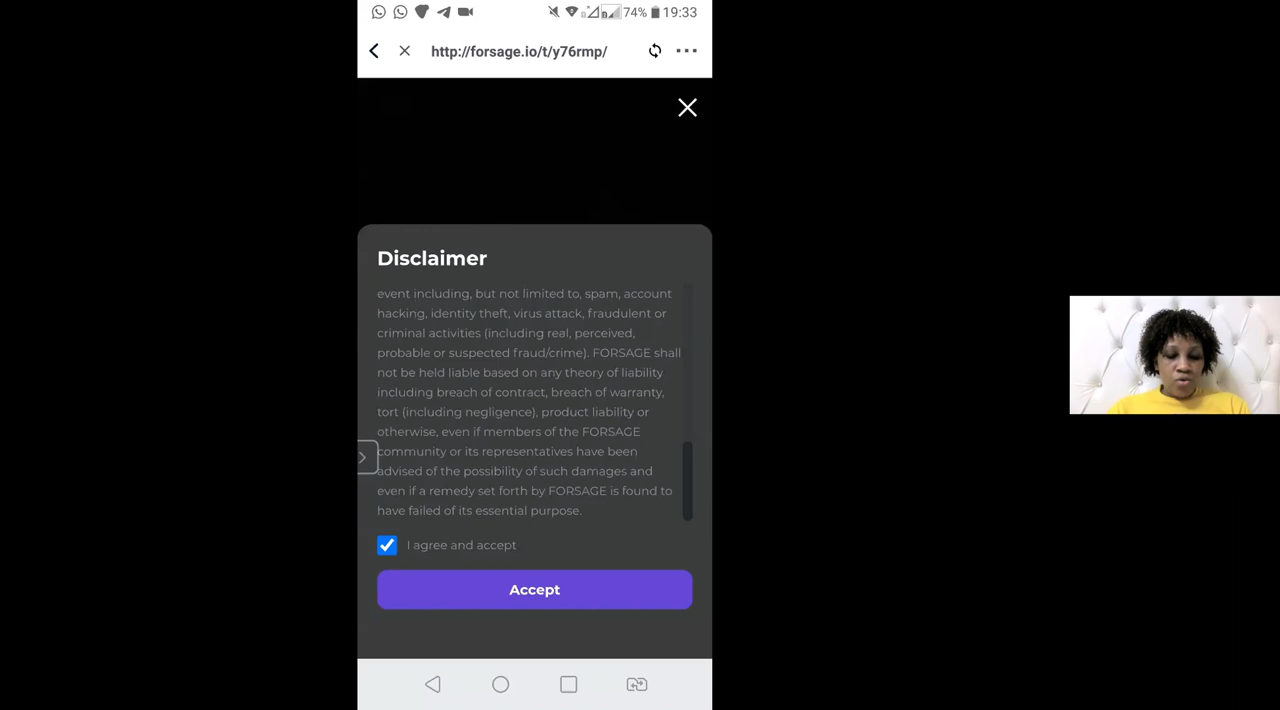 74% 19:33
http://forsage.io/t/y76rmp/
Disclaimer
event including, but not limited to, spam, account
hacking, identity theft, virus attack, fraudulent or
criminal activities (including real, perceived,
probable or suspected fraud/crime). FORSAGE shall
not be held liable based on any theory of liability
including breach of contract, breach of warranty,
tort (including negligence), product liability or
otherwise, even if members of the FORSAGE
community or its representatives have been
advised of the possibility of such damages and
even if a remedy set forth by FORSAGE is found to
have failed of its essential purpose.
I agree and accept
Accept